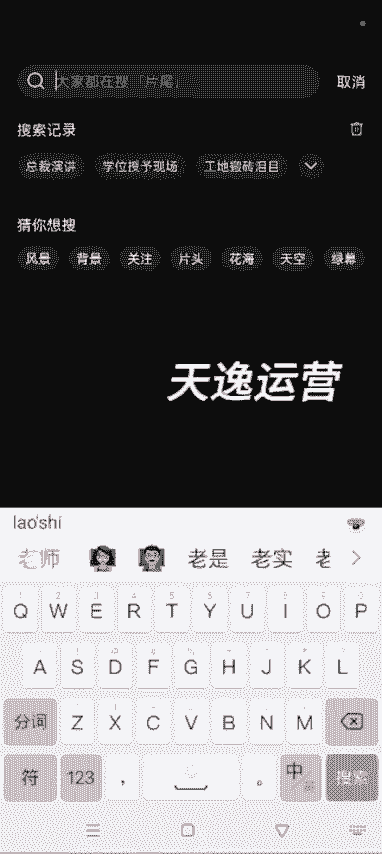 大家都在搜「片尾」 取消
搜索记录
总裁演讲 学位授予现场 工地搬砖泪目
猜你想搜
风景 背景 关注 片头 花海 天空 绿幕
天逸运营
lao'shi
老师 老是 老实
1 2 3 4 5 6 7 8 9 0
Q W E R T Y U I O P
A S D F G H J K L
分词 Z X C V B N M
符 123 , 。 中 搜索